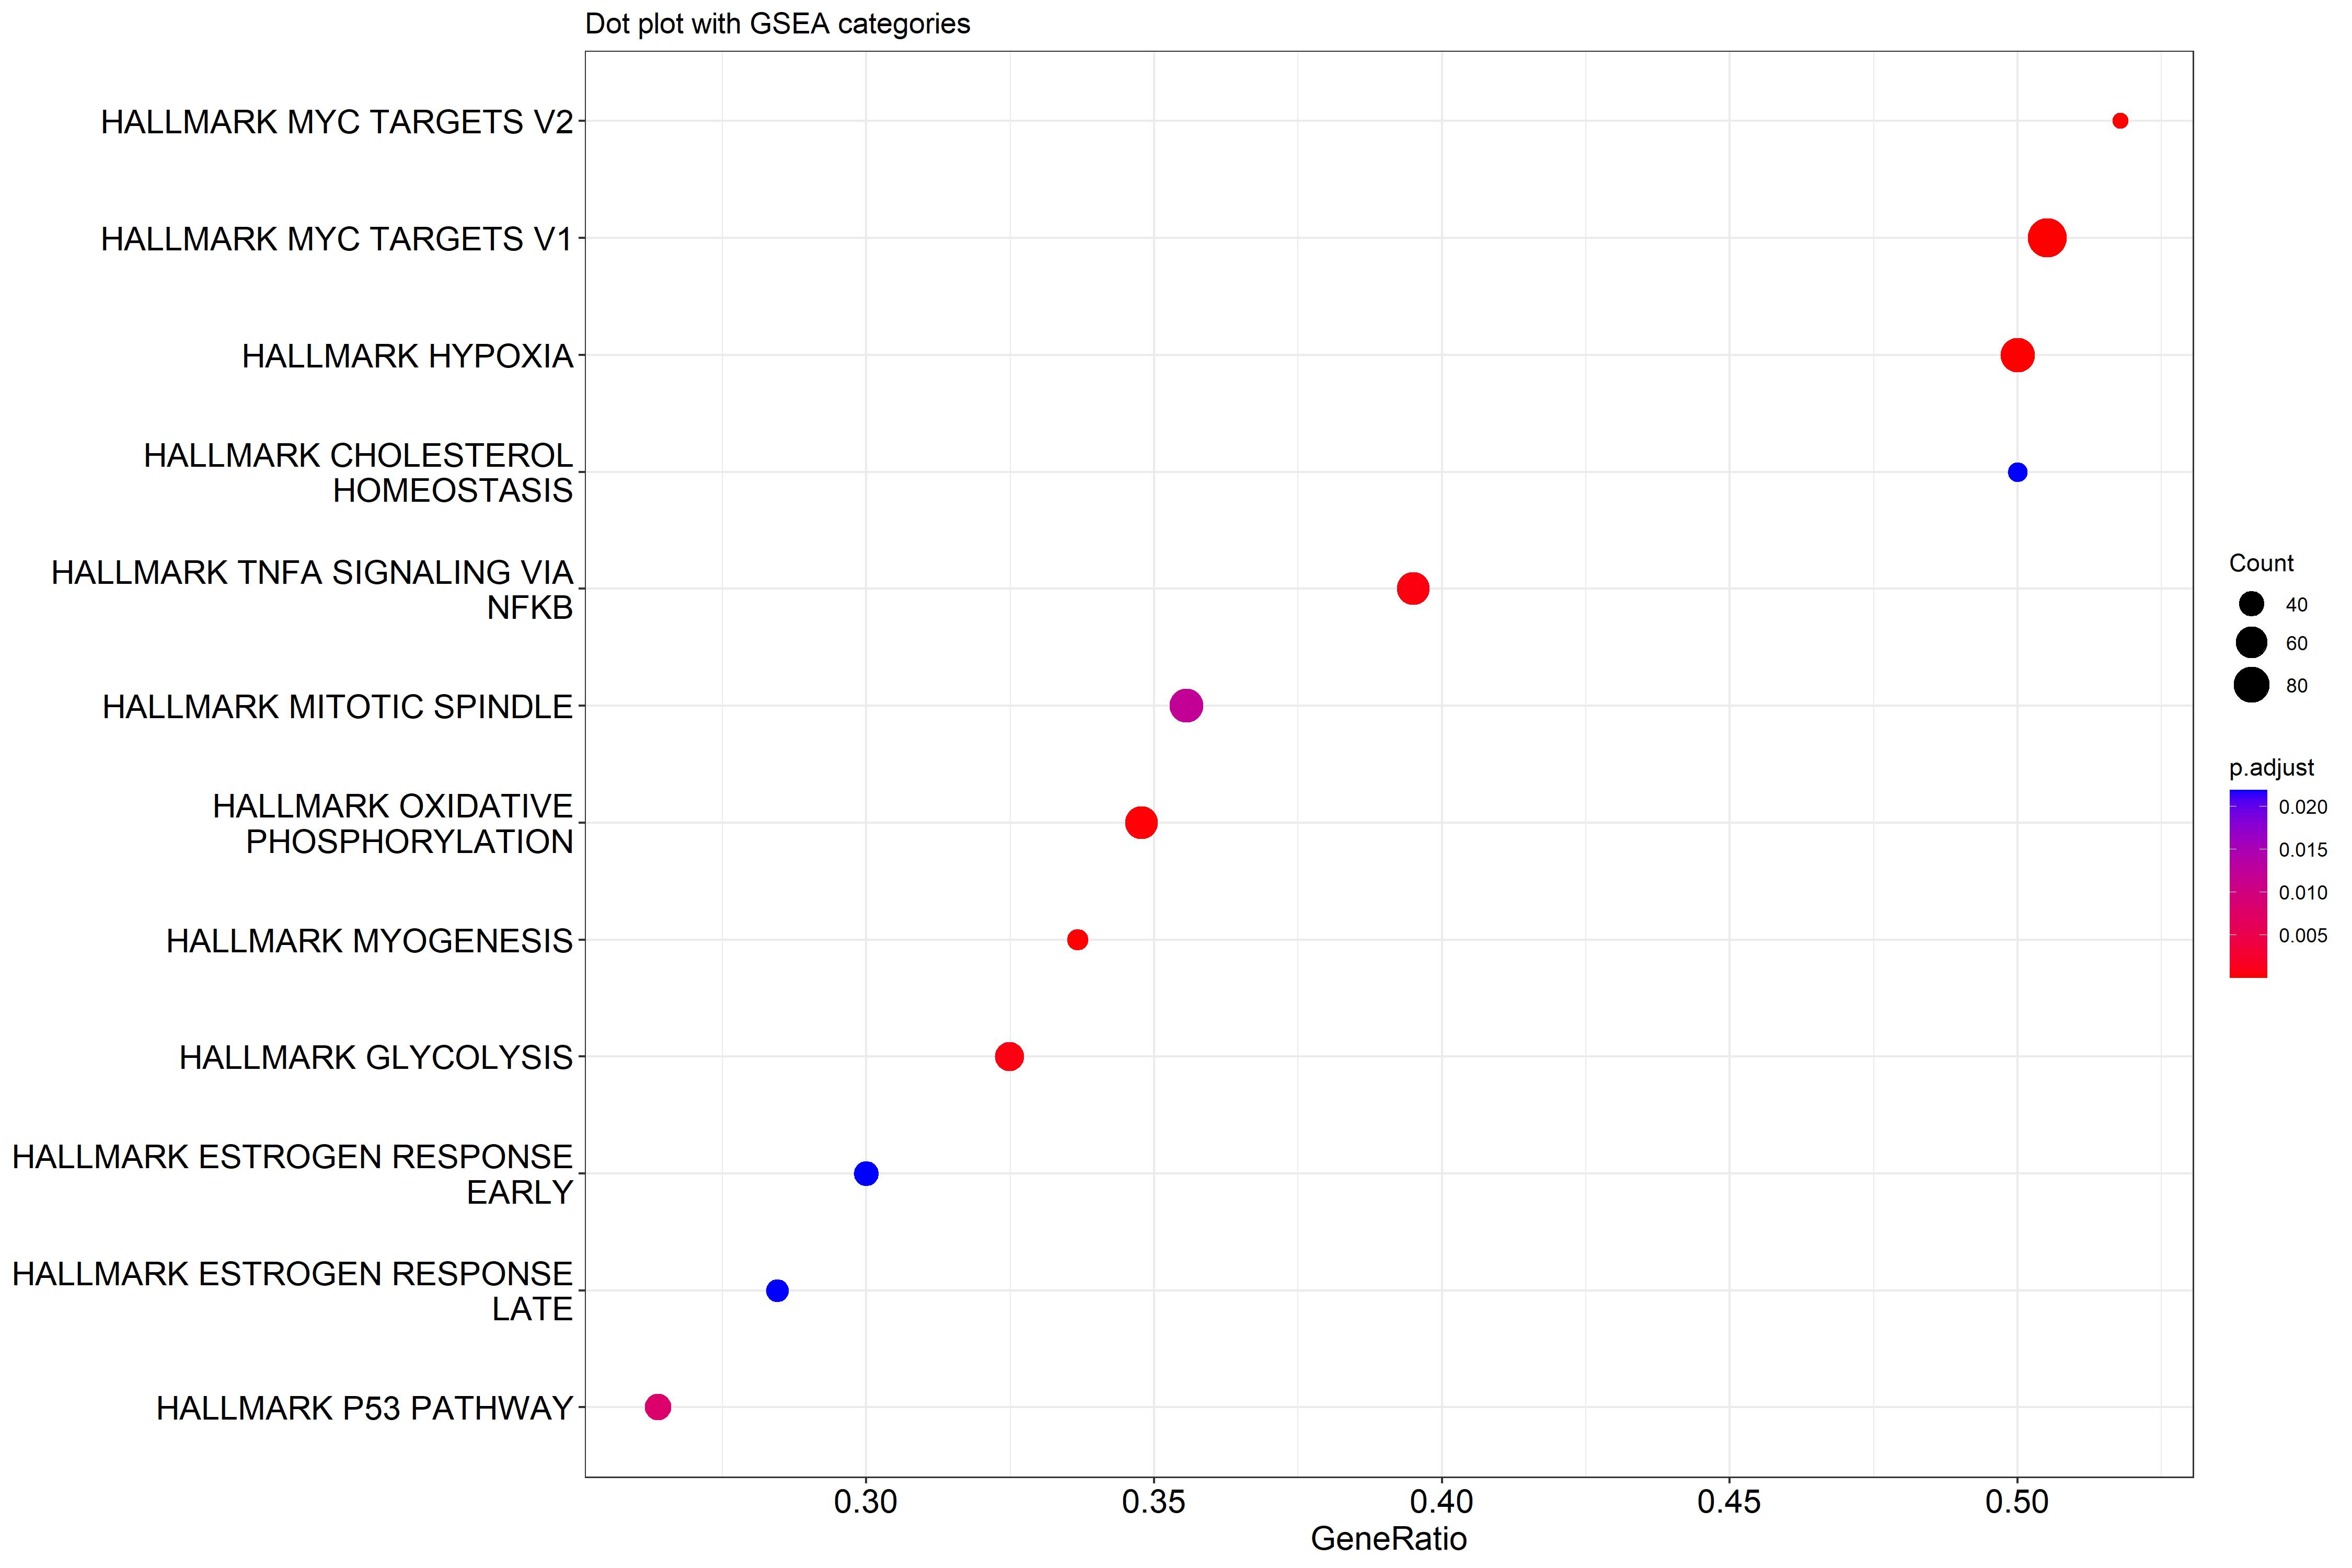 Dot plot with GSEA categories
HALLMARK MYC TARGETS V2
HALLMARK MYC TARGETS V1
HALLMARK HYPOXIA
HALLMARK CHOLESTEROL
HOMEOSTASIS
HALLMARK TNFA SIGNALING VIA
NFKB
HALLMARK MITOTIC SPINDLE
HALLMARK OXIDATIVE
PHOSPHORYLATION
HALLMARK MYOGENESIS
HALLMARK GLYCOLYSIS
HALLMARK ESTROGEN RESPONSE
EARLY
HALLMARK ESTROGEN RESPONSE
LATE
HALLMARK P53 PATHWAY
0.30 0.35 0.40 0.45 0.50
GeneRatio
Count
40
60
80
p.adjust
0.020
0.015
0.010
0.005